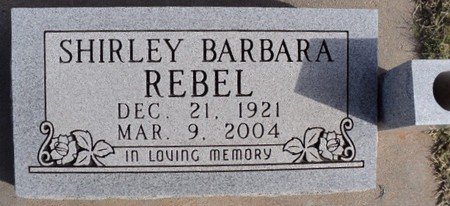 SHIRLEY BARBARA
REBEL
DEC. 21, 1921
MAR. 9, 2004
IN LOVING MEMORY